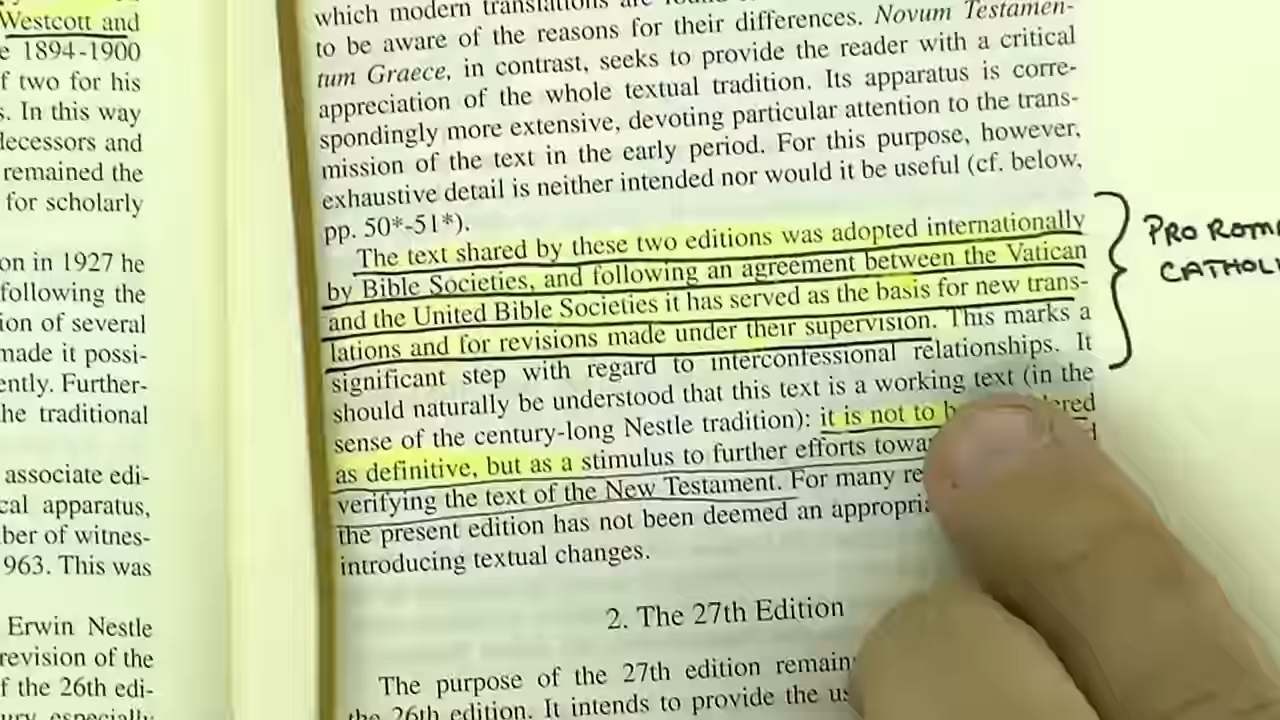 Westcott and
e 1894-1900
f two for his
s. In this way
decessors and
remained the
for scholarly
on in 1927 he
following the
ion of several
made it possi-
ently. Further-
he traditional
associate edi-
cal apparatus,
ber of witnes-
963. This was
Erwin Nestle
revision of the
f the 26th edi-
ury especially
which modern translations are
to be aware of the reasons for their differences. Novum Testamen-
tum Graece, in contrast, seeks to provide the reader with a critical
appreciation of the whole textual tradition. Its apparatus is corre-
spondingly more extensive, devoting particular attention to the trans-
mission of the text in the early period. For this purpose, however,
exhaustive detail is neither intended nor would it be useful (cf. below,
pp. 50*-51*).
The text shared by these two editions was adopted internationally
by Bible Societies, and following an agreement between the Vatican
and the United Bible Societies it has served as the basis for new trans-
lations and for revisions made under their supervision. This marks a
significant step with regard to interconfessional relationships. It
should naturally be understood that this text is a working text (in the
sense of the century-long Nestle tradition): it is not to b ered
as definitive, but as a stimulus to further efforts towar d
verifying the text of the New Testament. For many re
the present edition has not been deemed an appropria
introducing textual changes.
2. The 27th Edition
The purpose of the 27th edition remain
the 26th edition. It intends to provide the us
PRO ROMA
CATHOLI